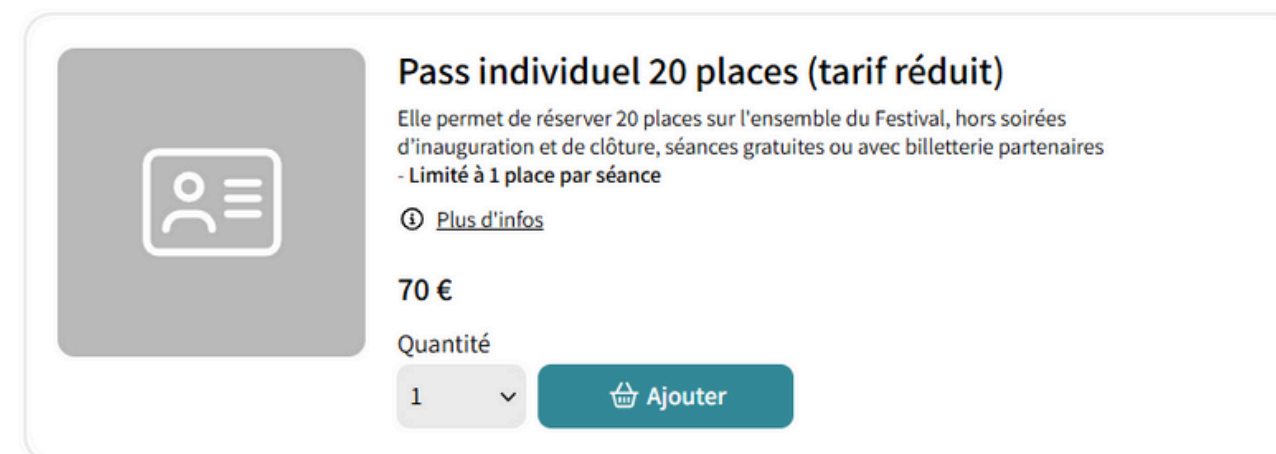 Pass individuel 20 places (tarif réduit)
Elle permet de réserver 20 places sur l'ensemble du Festival, hors soirées
d'inauguration et de clôture, séances gratuites ou avec billetterie partenaires
- Limité à 1 place par séance
Plus d'infos
70 €
Quantité
1
Ajouter